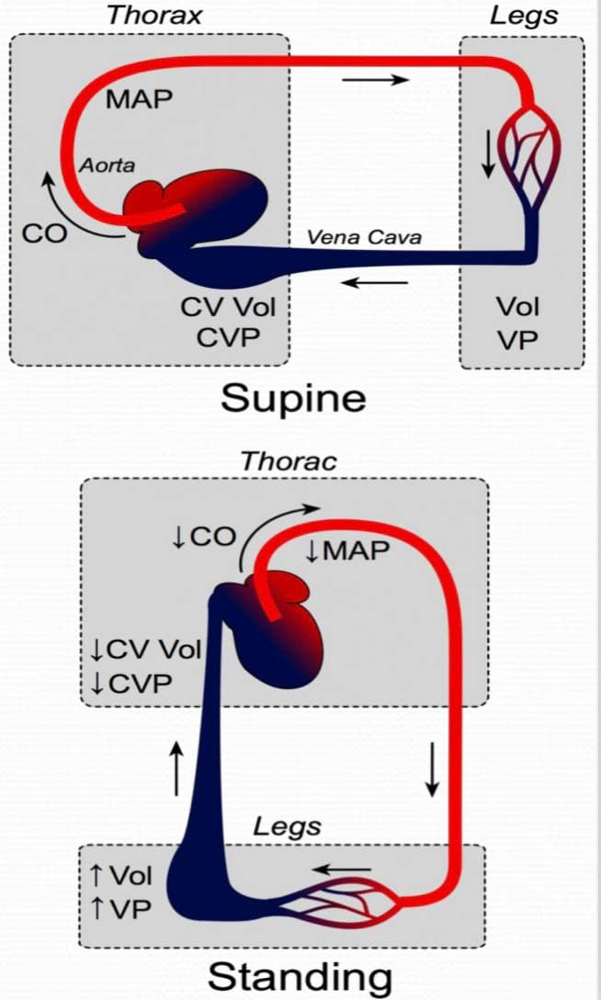 Thorax
Legs
MAP
Aorta
CO
Vena Cava
CV Vol
CVP
Vol
VP
Supine
Thorac
↓CO
↓MAP
↓CV Vol
↓CVP
Legs
↑Vol
↑VP
Standing